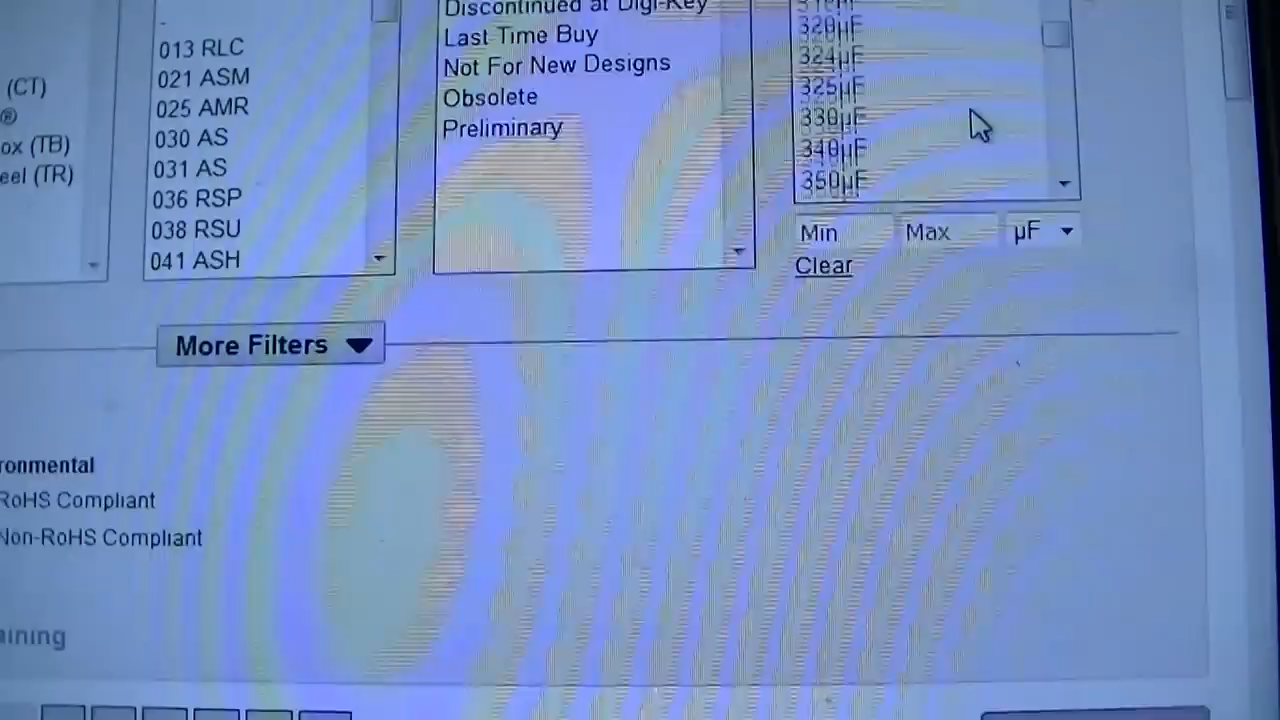 (CT)
®
ox (TB)
eel (TR)
013 RLC
021 ASM
025 AMR
030 AS
031 AS
036 RSP
038 RSU
041 ASH
Discontinued at Digi-Key
Last Time Buy
Not For New Designs
Obsolete
Preliminary
320µF
324µF
325µF
330µF
340µF
350µF
Min Max µF
Clear
More Filters
ronmental
RoHS Compliant
Non-RoHS Compliant
aining